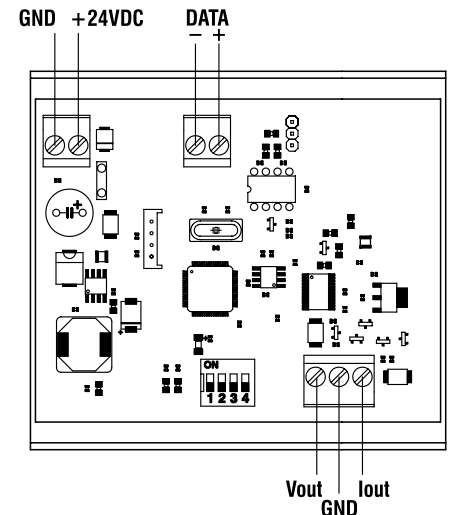 GND +24VDC DATA
− +
+
+
ON
1 2 3 4
Vout Iout
GND